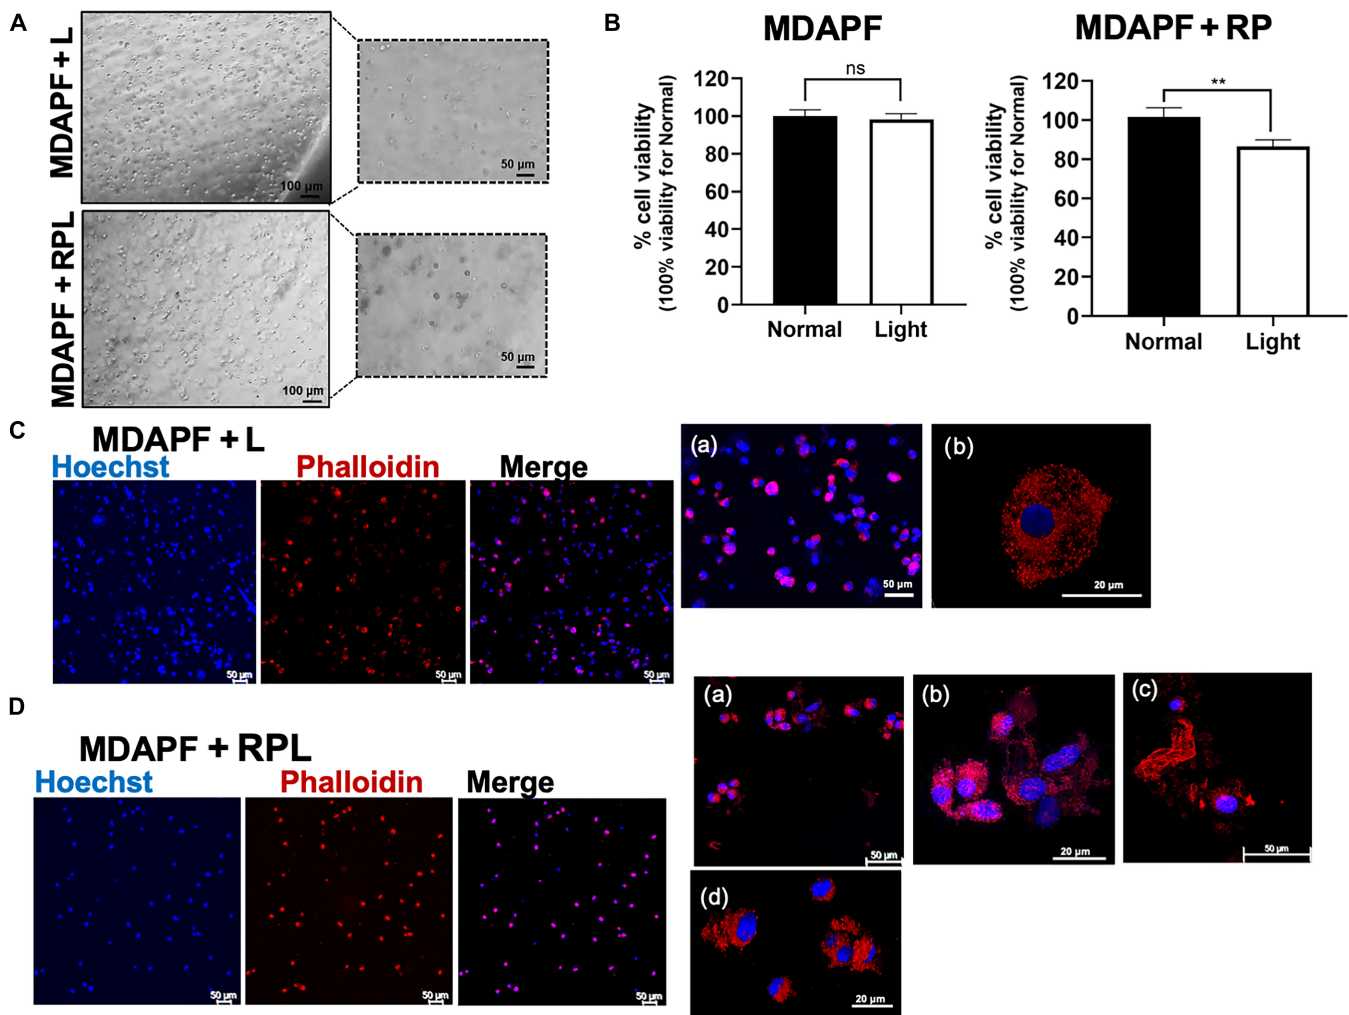 A
MDAPF + L
100 µm
50 µm
MDAPF + RPL
100 µm
50 µm
B
MDAPF
% cell viability
(100% viability for Normal)
120
100
80
60
40
20
0
ns
Normal
Light
MDAPF + RP
% cell viability
(100% viability for Normal)
120
100
80
60
40
20
0
**
Normal
Light
C
MDAPF + L
Hoechst
Phalloidin
Merge
50 µm
50 µm
50 µm
(a)
50 µm
(b)
20 µm
D
MDAPF + RPL
Hoechst
Phalloidin
Merge
50 µm
50 µm
50 µm
(a)
50 µm
(b)
20 µm
(c)
50 µm
(d)
20 µm